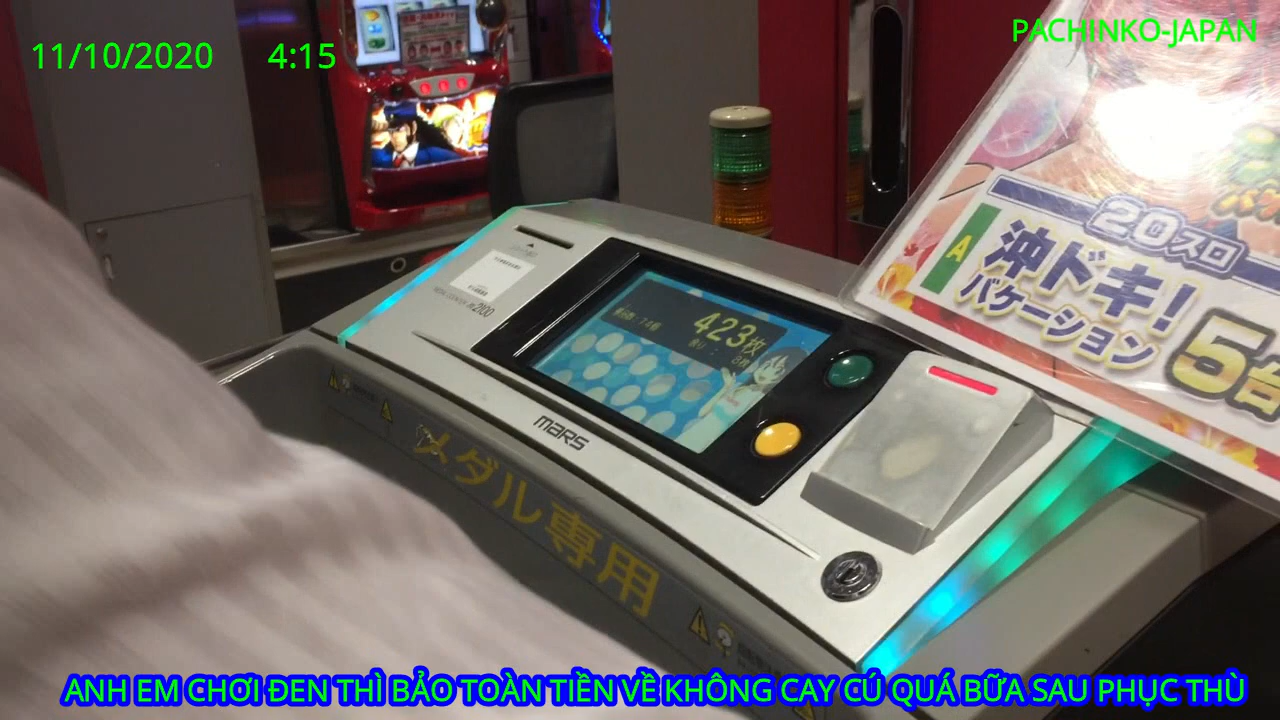 11/10/2020 4:15
PACHINKO-JAPAN
20スロ
A
沖ドキ!
バケーション
5台
2100
423枚
mars
メダル専用
ANH EM CHƠI ĐEN THÌ BẢO TOÀN TIỀN VỀ KHÔNG CAY CÚ QUÁ BỮA SAU PHỤC THÙ